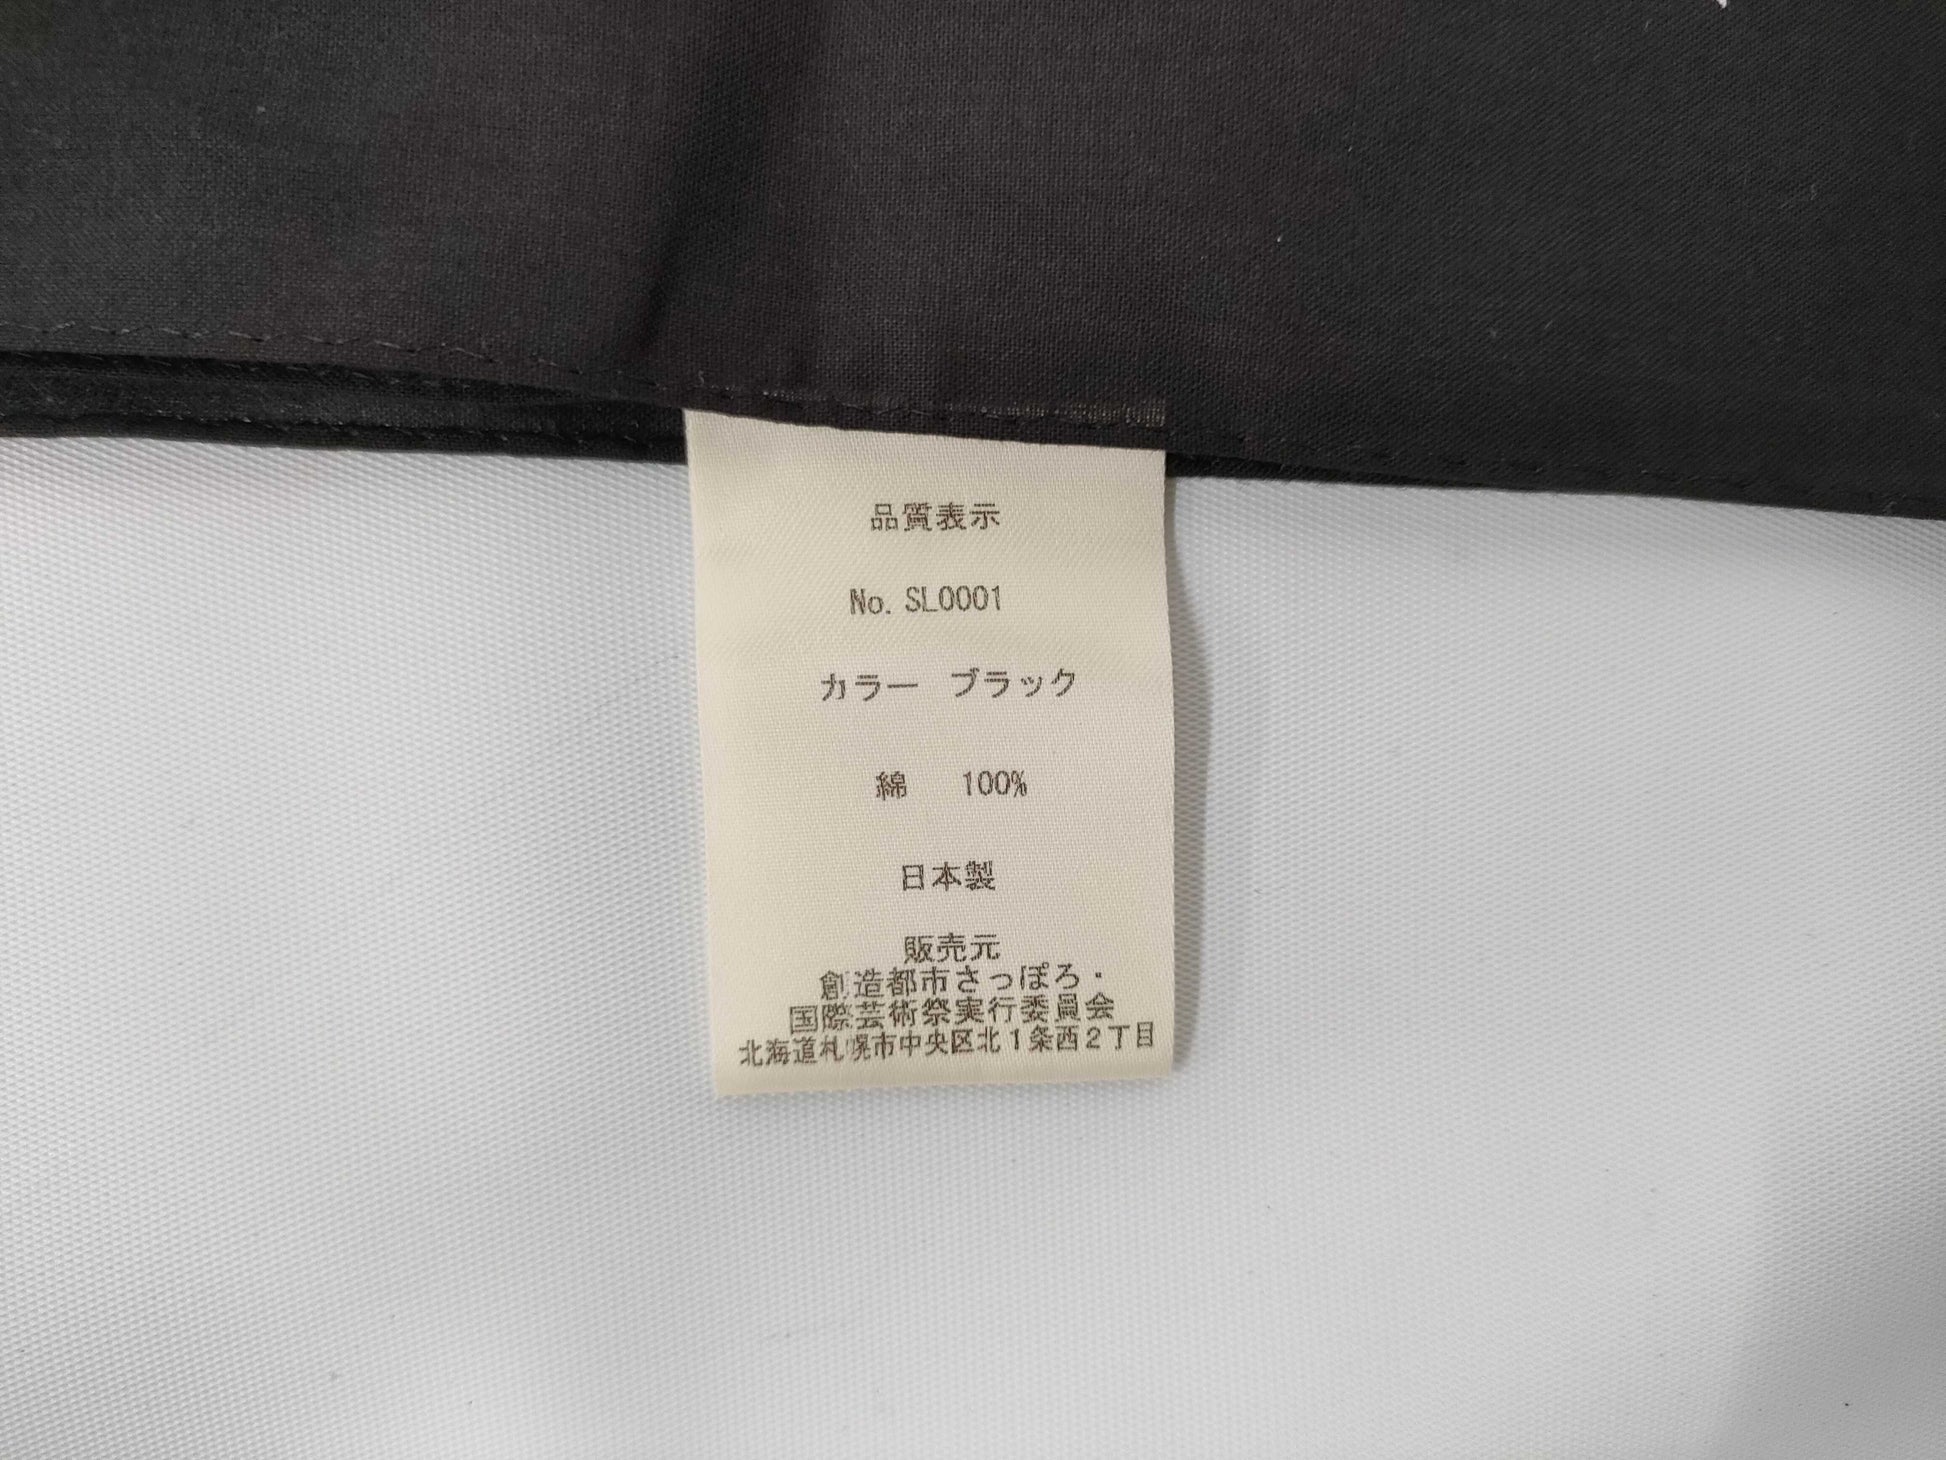 品質表示
No. SL0001
カラー ブラック
綿 100%
日本製
販売元
創造都市さっぽろ・
国際芸術祭実行委員会
北海道札幌市中央区北1条西2丁目